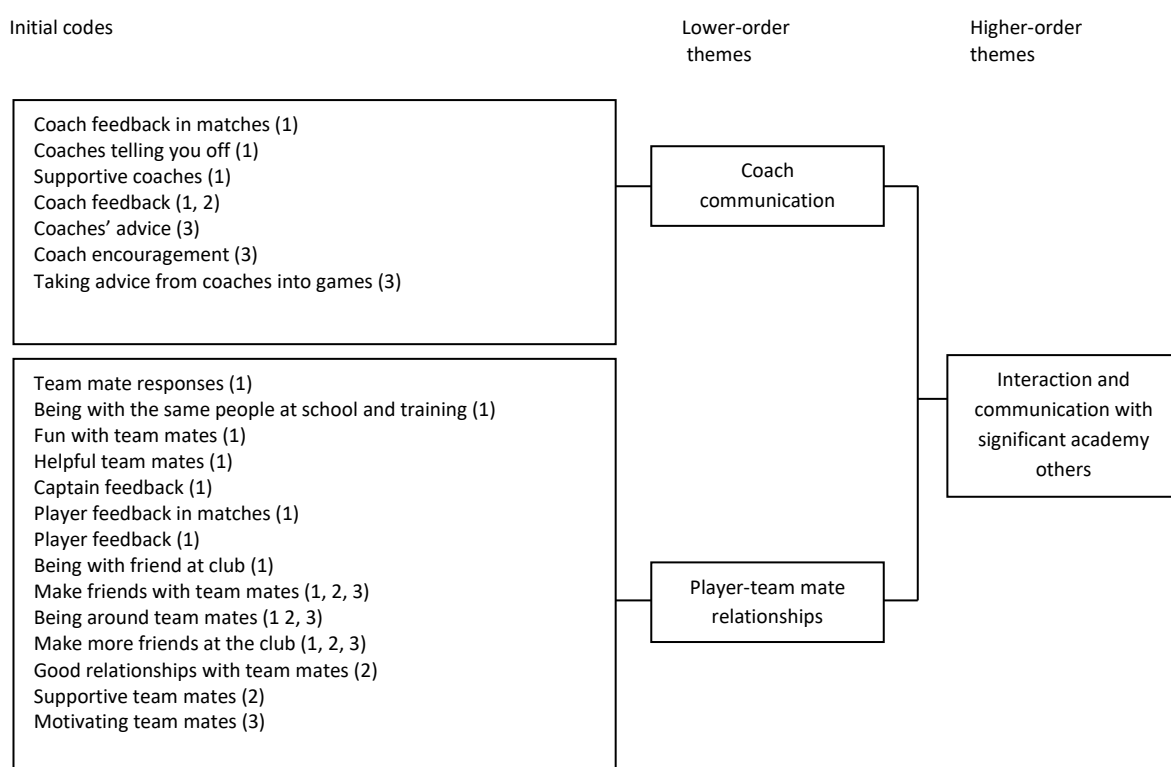 Initial codes
Lower-order
themes
Higher-order
themes
Coach feedback in matches (1)
Coaches telling you off (1)
Supportive coaches (1)
Coach feedback (1, 2)
Coaches’ advice (3)
Coach encouragement (3)
Taking advice from coaches into games (3)
Coach
communication
Team mate responses (1)
Being with the same people at school and training (1)
Fun with team mates (1)
Helpful team mates (1)
Captain feedback (1)
Player feedback in matches (1)
Player feedback (1)
Being with friend at club (1)
Make friends with team mates (1, 2, 3)
Being around team mates (1 2, 3)
Make more friends at the club (1, 2, 3)
Good relationships with team mates (2)
Supportive team mates (2)
Motivating team mates (3)
Player-team mate
relationships
Interaction and
communication with
significant academy
others